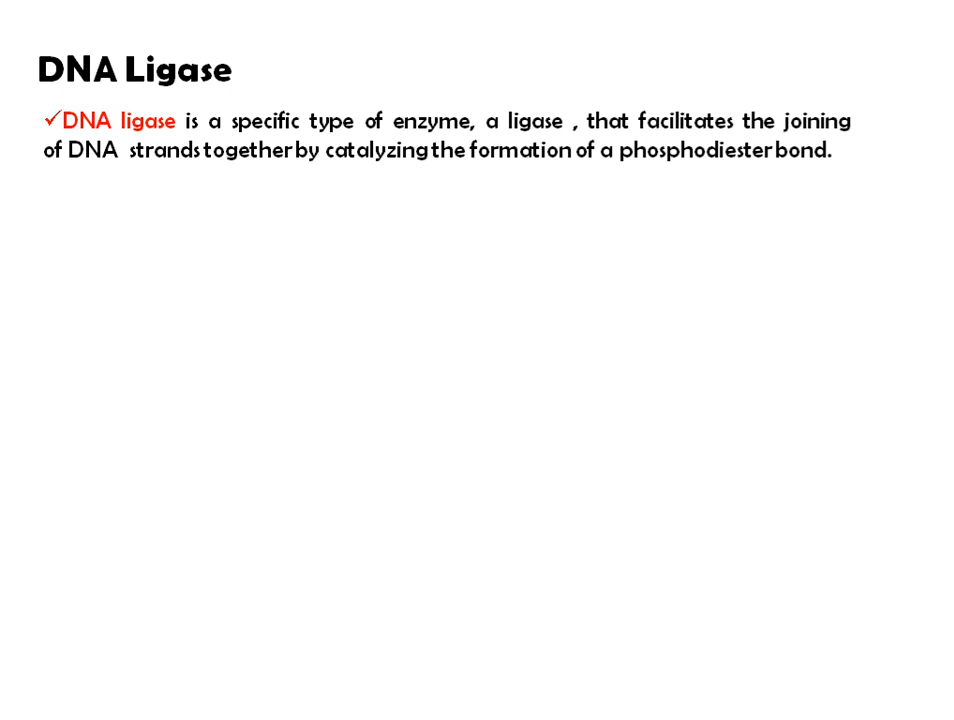 DNA Ligase
✓DNA ligase is a specific type of enzyme, a ligase , that facilitates the joining
of DNA strands together by catalyzing the formation of a phosphodiester bond.